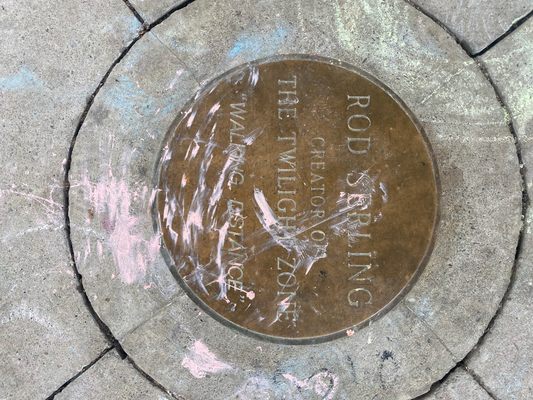 ROD SERLING
CREATOR OF
THE TWILIGHT ZONE
"WALKING DISTANCE"